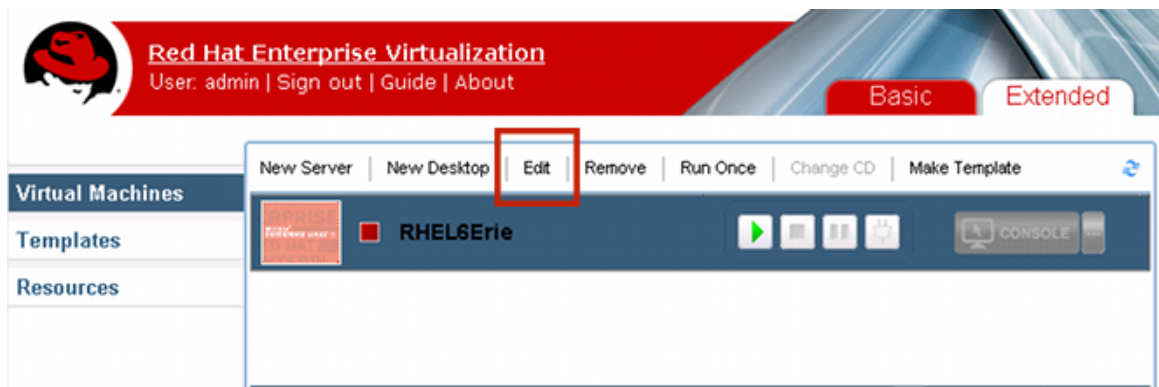 Red Hat Enterprise Virtualization
User: admin | Sign out | Guide | About
Basic
Extended
New Server | New Desktop | Edit | Remove | Run Once | Change CD | Make Template
Virtual Machines
RHEL6Erie
CONSOLE
Templates
Resources